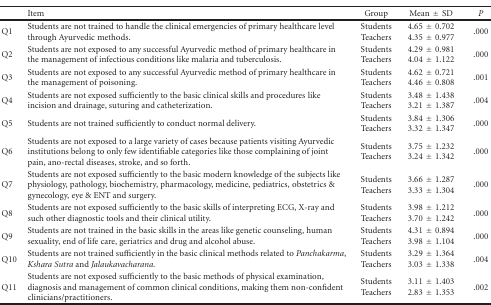 Item Group Mean ± SD P
Q1 Students are not trained to handle the clinical emergencies of primary healthcare level Students 4.65 ± 0.702 .000
through Ayurvedic methods. Teachers 4.35 ± 0.977
Q2 Students are not exposed to any successful Ayurvedic method of primary healthcare in Students 4.29 ± 0.981 .000
the management of infectious conditions like malaria and tuberculosis. Teachers 4.04 ± 1.122
Q3 Students are not exposed to any successful Ayurvedic method of primary healthcare in Students 4.62 ± 0.721 .001
the management of poisoning. Teachers 4.46 ± 0.808
Q4 Students are not exposed sufficiently to the basic clinical skills and procedures like Students 3.48 ± 1.438 .004
incision and drainage, suturing and catheterization. Teachers 3.21 ± 1.387
Q5 Students are not trained sufficiently to conduct normal delivery. Students 3.84 ± 1.306 .000
Teachers 3.32 ± 1.347
Q6 Students are not exposed to a large variety of cases because patients visiting Ayurvedic
institutions belong to only few identifiable categories like those complaining of joint Students 3.75 ± 1.232 .000
pain, ano-rectal diseases, stroke, and so forth. Teachers 3.24 ± 1.342
Q7 Students are not exposed sufficiently to the basic modern knowledge of the subjects like
physiology, pathology, biochemistry, pharmacology, medicine, pediatrics, obstetrics & Students 3.66 ± 1.287 .000
gynecology, eye & ENT and surgery. Teachers 3.33 ± 1.304
Q8 Students are not exposed sufficiently to the basic skills of interpreting ECG, X-ray and Students 3.98 ± 1.212 .000
such other diagnostic tools and their clinical utility. Teachers 3.70 ± 1.242
Q9 Students are not trained in the basic skills in the areas like genetic counseling, human Students 4.31 ± 0.894 .000
sexuality, end of life care, geriatrics and drug and alcohol abuse. Teachers 3.98 ± 1.104
Q10 Students are not trained sufficiently in the basic clinical methods related to Panchakarma, Students 3.29 ± 1.364 .004
Kshara Sutra and Jalaukavacharana. Teachers 3.03 ± 1.338
Q11 Students are not exposed sufficiently to the basic methods of physical examination,
diagnosis and management of common clinical conditions, making them non-confident Students 3.11 ± 1.403 .002
clinicians/practitioners. Teachers 2.83 ± 1.353